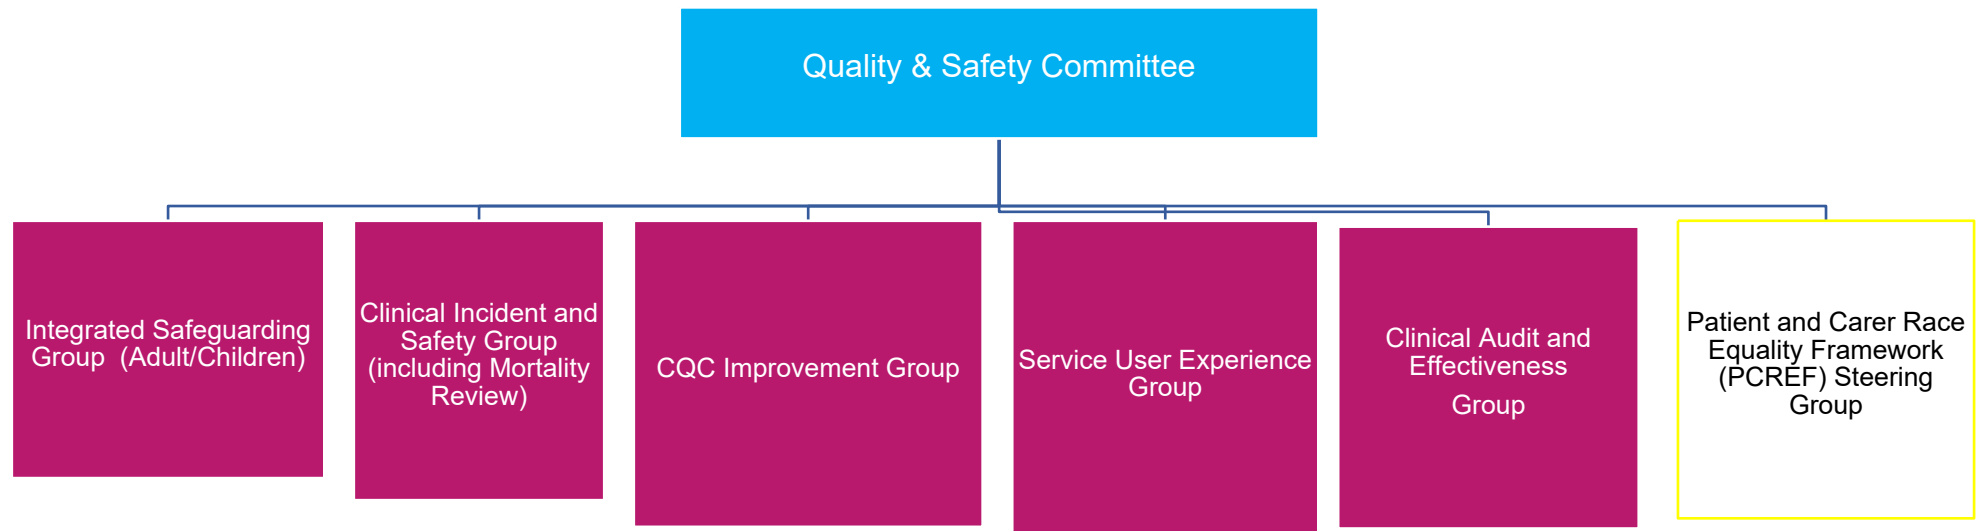 Quality & Safety Committee
Integrated Safeguarding
Group  (Adult/Children)
Clinical Incident and
Safety Group
(including Mortality
Review)
CQC Improvement Group
Service User Experience
Group
Clinical Audit and
Effectiveness
Group
Patient and Carer Race
Equality Framework
(PCREF) Steering
Group